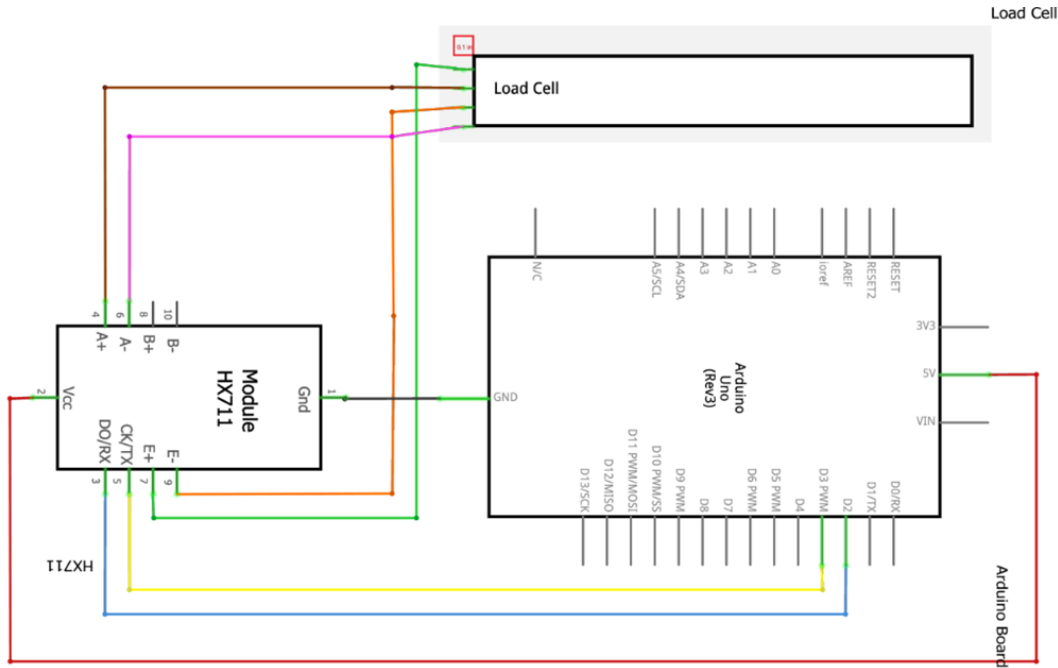 Load Cell
0.1 in
Load Cell
N/C
A5/SCL
A4/SDA
A3
A2
A1
A0
ioref
AREF
RESET2
RESET
4
6
8
10
A+
A-
B+
B-
3V3
5V
VIN
Arduino
Uno
(Rev3)
2
Vcc
Module
HX711
Gnd
1
GND
DO/RX
CK/TX
E+
E-
3
5
7
9
D13/SCK
D12/MISO
D11 PWM/MOSI
D10 PWM/SS
D9 PWM
D8
D7
D6 PWM
D5 PWM
D4
D3 PWM
D2
D1/TX
D0/RX
HX711
Arduino Board